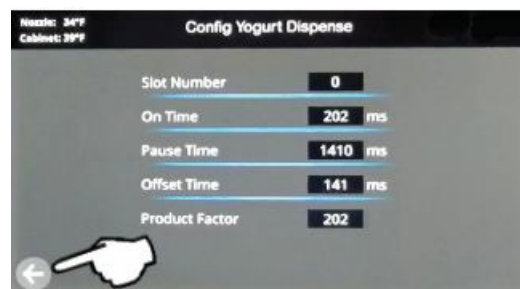 Nozzle: 34°F
Cabinet: 39°F
Config Yogurt Dispense
Slot Number 0
On Time 202 ms
Pause Time 1410 ms
Offset Time 141 ms
Product Factor 202